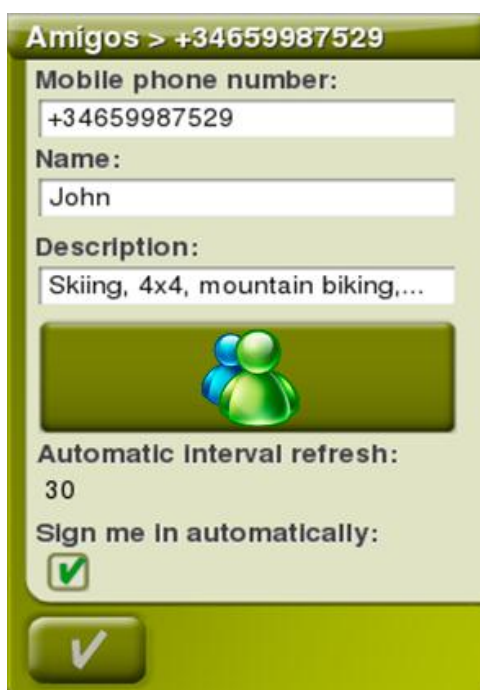 Amigos > +34659987529
Mobile phone number:
+34659987529
Name:
John
Description:
Skiing, 4x4, mountain biking,...
Automatic interval refresh:
30
Sign me in automatically: